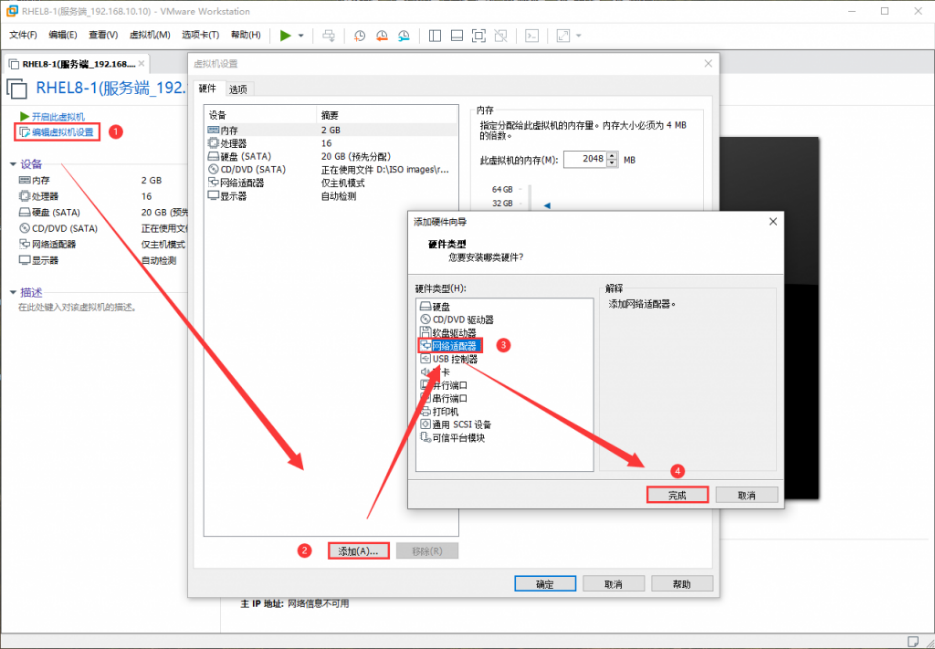 RHEL8-1(服务端_192.168.10.10) - VMware Workstation
文件(F) 编辑(E) 查看(V) 虚拟机(M) 选项卡(T) 帮助(H)
RHEL8-1(服务端_192.168....
RHEL8-1(服务端_192.
开启此虚拟机
编辑虚拟机设置 1
设备
内存 2 GB
处理器 16
硬盘 (SATA) 20 GB (预先
CD/DVD (SATA) 正在使用文
网络适配器 仅主机模式
显示器 自动检测
描述
在此处键入对该虚拟机的描述。
虚拟机设置
硬件 选项
设备 摘要
内存 2 GB
处理器 16
硬盘 (SATA) 20 GB (预先分配)
CD/DVD (SATA) 正在使用文件 D:\ISO images\r...
网络适配器 仅主机模式
显示器 自动检测
2 添加(A)... 移除(R)
内存
指定分配给此虚拟机的内存量。内存大小必须为 4 MB
的倍数。
此虚拟机的内存(M): 2048 MB
64 GB
32 GB
添加硬件向导
硬件类型
您要安装哪类硬件?
硬件类型(H):
硬盘
CD/DVD 驱动器
软盘驱动器
网络适配器 3
USB 控制器
卡
并行端口
串行端口
打印机
通用 SCSI 设备
可信平台模块
解释
添加网络适配器。
4
完成 取消
确定 取消 帮助
主 IP 地址: 网络信息不可用